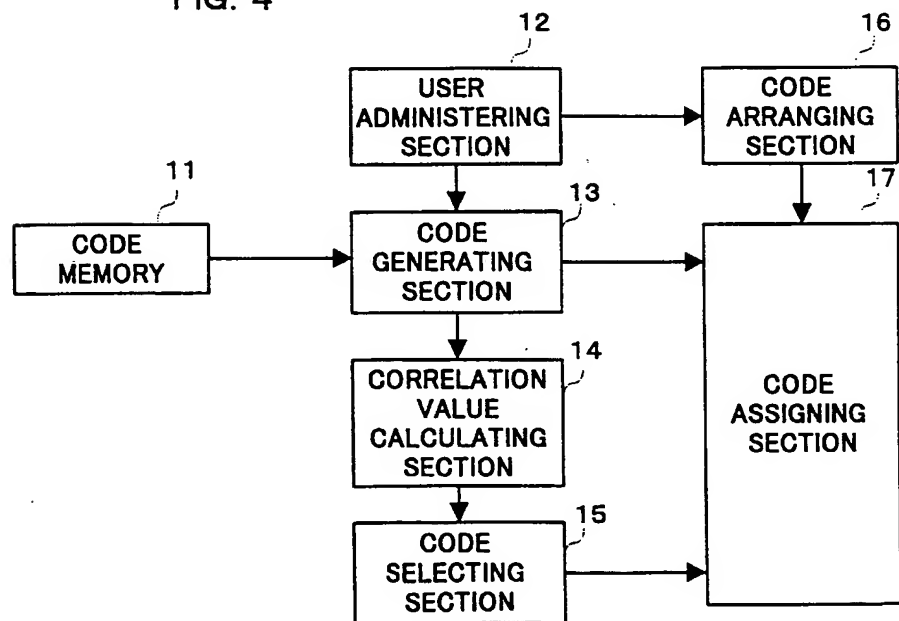 FIG. 4
12
16
USER
ADMINISTERING
SECTION
CODE
ARRANGING
SECTION
11
13
17
CODE
MEMORY
CODE
GENERATING
SECTION
14
CORRELATION
VALUE
CALCULATING
SECTION
CODE
ASSIGNING
SECTION
15
CODE
SELECTING
SECTION